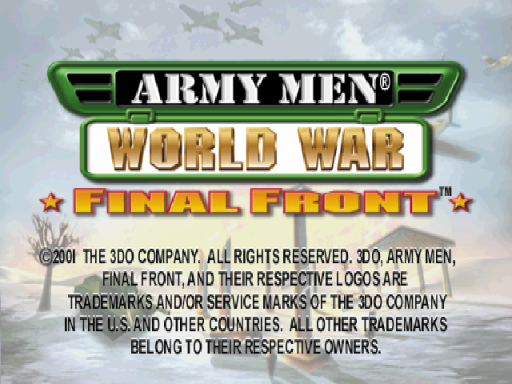 ARMY MEN®
WORLD WAR
FINAL FRONT™
©2001 THE 3DO COMPANY. ALL RIGHTS RESERVED. 3DO, ARMY MEN,
FINAL FRONT, AND THEIR RESPECTIVE LOGOS ARE
TRADEMARKS AND/OR SERVICE MARKS OF THE 3DO COMPANY
IN THE U.S. AND OTHER COUNTRIES. ALL OTHER TRADEMARKS
BELONG TO THEIR RESPECTIVE OWNERS.